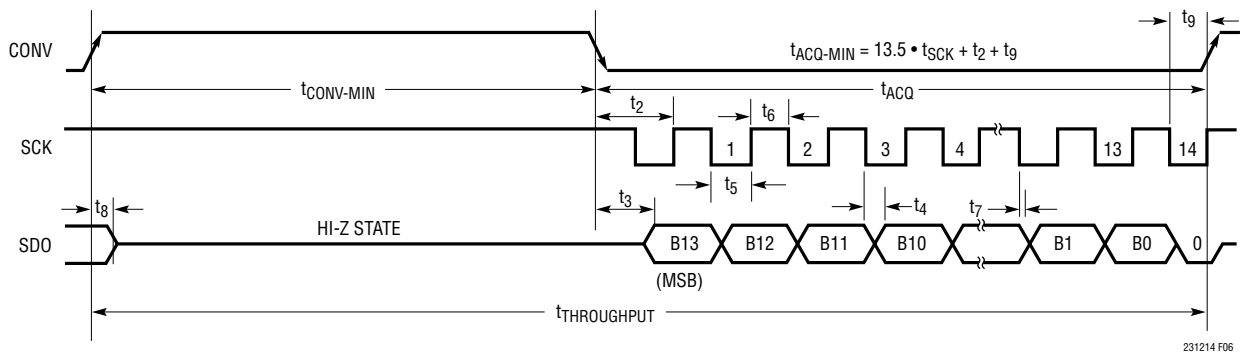 t9
CONV
tACQ-MIN = 13.5 • tSCK + t2 + t9
tCONV-MIN
tACQ
t2
t6
SCK
1
2
3
4
13
14
t5
t3
t4
t7
t8
HI-Z STATE
SDO
B13
B12
B11
B10
B1
B0
0
(MSB)
tTHROUGHPUT
231214 F06